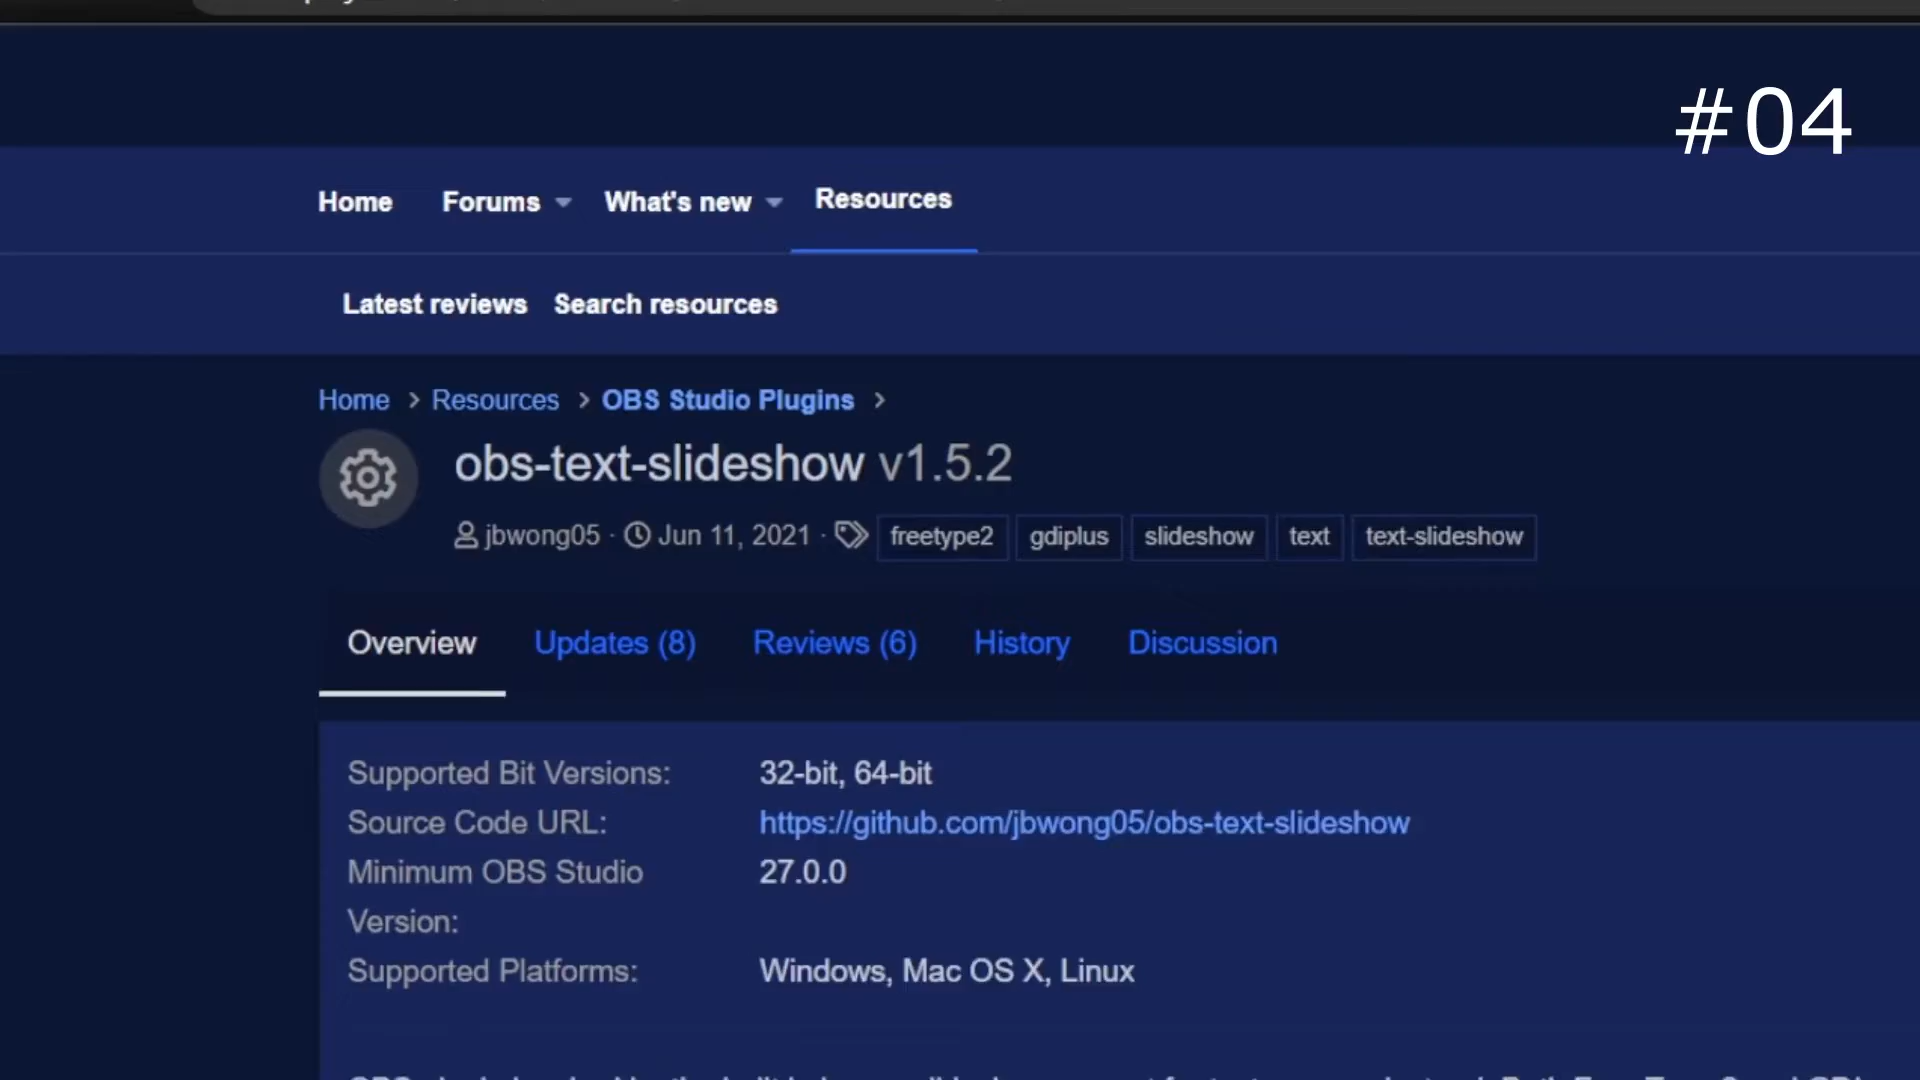 #04
Home Forums What's new Resources
Latest reviews Search resources
Home > Resources > OBS Studio Plugins >
obs-text-slideshow v1.5.2
jbwong05 · Jun 11, 2021 · freetype2 gdiplus slideshow text text-slideshow
Overview Updates (8) Reviews (6) History Discussion
Supported Bit Versions: 32-bit, 64-bit
Source Code URL: https://github.com/jbwong05/obs-text-slideshow
Minimum OBS Studio 27.0.0
Version:
Supported Platforms: Windows, Mac OS X, Linux